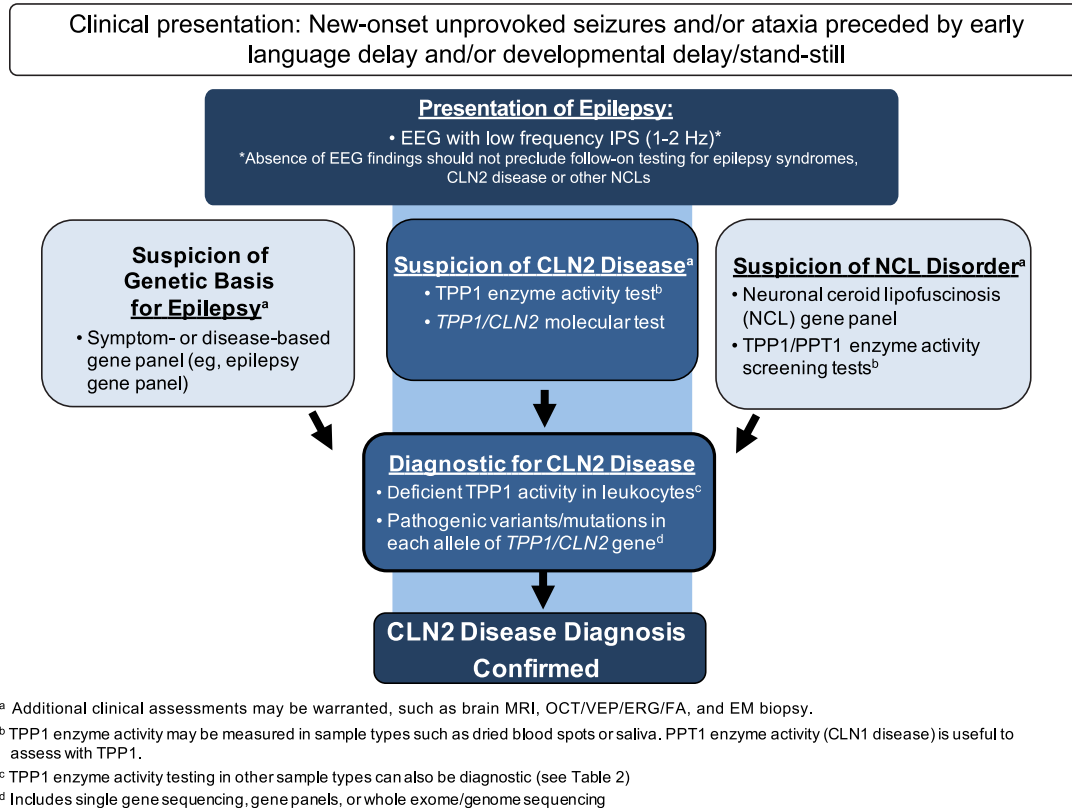 Clinical presentation: New-onset unprovoked seizures and/or ataxia preceded by early
language delay and/or developmental delay/stand-still
Presentation of Epilepsy:
• EEG with low frequency IPS (1-2 Hz)*
*Absence of EEG findings should not preclude follow-on testing for epilepsy syndromes,
CLN2 disease or other NCLs
Suspicion of
Genetic Basis
for Epilepsyᵃ
• Symptom- or disease-based
gene panel (eg, epilepsy
gene panel)
Suspicion of CLN2 Diseaseᵃ
• TPP1 enzyme activity testᵇ
• TPP1/CLN2 molecular test
Suspicion of NCL Disorderᵃ
• Neuronal ceroid lipofuscinosis
(NCL) gene panel
• TPP1/PPT1 enzyme activity
screening testsᵇ
Diagnostic for CLN2 Disease
• Deficient TPP1 activity in leukocytesᶜ
• Pathogenic variants/mutations in
each allele of TPP1/CLN2 geneᵈ
CLN2 Disease Diagnosis
Confirmed
ᵃ Additional clinical assessments may be warranted, such as brain MRI, OCT/VEP/ERG/FA, and EM biopsy.
ᵇ TPP1 enzyme activity may be measured in sample types such as dried blood spots or saliva. PPT1 enzyme activity (CLN1 disease) is useful to
assess with TPP1.
ᶜ TPP1 enzyme activity testing in other sample types can also be diagnostic (see Table 2)
ᵈ Includes single gene sequencing, gene panels, or whole exome/genome sequencing